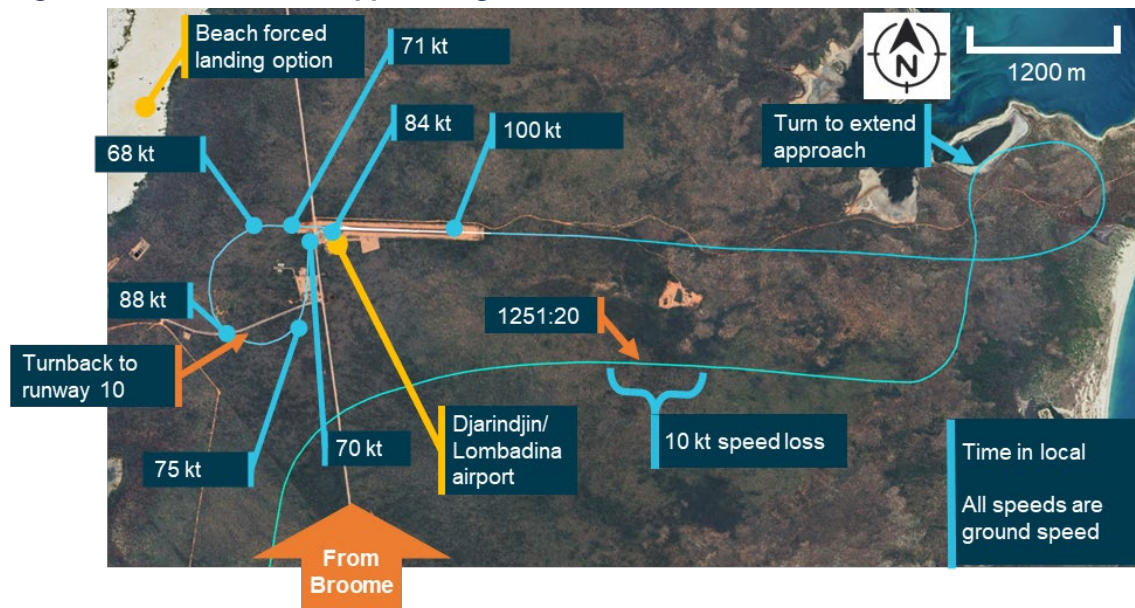 Beach forced
landing option
71 kt
N
1200 m
84 kt
100 kt
Turn to extend
approach
68 kt
88 kt
1251:20
Turnback to
runway 10
75 kt
70 kt
Djarindjin/
Lombadina
airport
10 kt speed loss
Time in local
All speeds are
ground speed
From
Broome